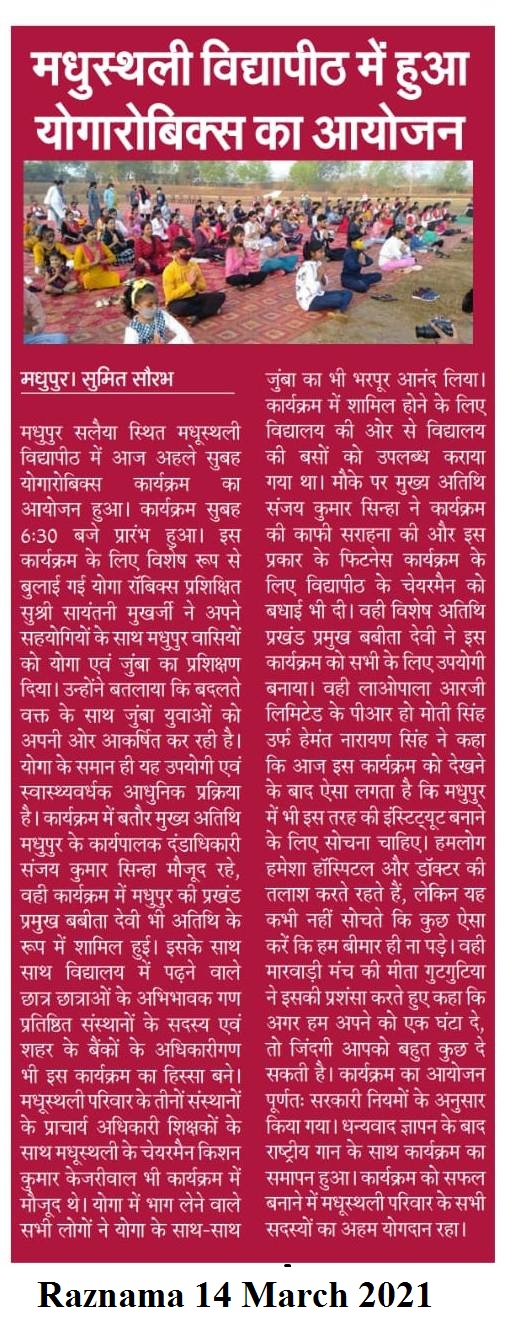 मधुस्थली विद्यापीठ में हुआ
योगारोबिक्स का आयोजन
मधुपुर। सुमित सौरभ
मधुपुर सलैया स्थित मधूस्थली
विद्यापीठ में आज अहले सुबह
योगारोबिक्स कार्यक्रम का
आयोजन हुआ। कार्यक्रम सुबह
6:30 बजे प्रारंभ हुआ। इस
कार्यक्रम के लिए विशेष रूप से
बुलाई गई योगा रॉबिक्स प्रशिक्षित
सुश्री सायंतनी मुखर्जी ने अपने
सहयोगियों के साथ मधुपुर वासियों
को योगा एवं जुंबा का प्रशिक्षण
दिया। उन्होंने बतलाया कि बदलते
वक्त के साथ जुंबा युवाओं को
अपनी ओर आकर्षित कर रही है।
योगा के समान ही यह उपयोगी एवं
स्वास्थ्यवर्धक आधुनिक प्रक्रिया
है। कार्यक्रम में बतौर मुख्य अतिथि
मधुपुर के कार्यपालक दंडाधिकारी
संजय कुमार सिन्हा मौजूद रहे,
वही कार्यक्रम में मधुपुर की प्रखंड
प्रमुख बबीता देवी भी अतिथि के
रूप में शामिल हुई। इसके साथ
साथ विद्यालय में पढ़ने वाले
छात्र छात्राओं के अभिभावक गण
प्रतिष्ठित संस्थानों के सदस्य एवं
शहर के बैंकों के अधिकारीगण
भी इस कार्यक्रम का हिस्सा बने।
मधूस्थली परिवार के तीनों संस्थानों
के प्राचार्य अधिकारी शिक्षकों के
साथ मधूस्थली के चेयरमैन किशन
कुमार केजरीवाल भी कार्यक्रम में
मौजूद थे। योगा में भाग लेने वाले
सभी लोगों ने योगा के साथ-साथ
जुंबा का भी भरपूर आनंद लिया।
कार्यक्रम में शामिल होने के लिए
विद्यालय की ओर से विद्यालय
की बसों को उपलब्ध कराया
गया था। मौके पर मुख्य अतिथि
संजय कुमार सिन्हा ने कार्यक्रम
की काफी सराहना की और इस
प्रकार के फिटनेस कार्यक्रम के
लिए विद्यापीठ के चेयरमैन को
बधाई भी दी। वही विशेष अतिथि
प्रखंड प्रमुख बबीता देवी ने इस
कार्यक्रम को सभी के लिए उपयोगी
बनाया। वही लाओपाला आरजी
लिमिटेड के पीआर हो मोती सिंह
उर्फ हेमंत नारायण सिंह ने कहा
कि आज इस कार्यक्रम को देखने
के बाद ऐसा लगता है कि मधुपुर
में भी इस तरह की इंस्टिट्यूट बनाने
के लिए सोचना चाहिए। हमलोग
हमेशा हॉस्पिटल और डॉक्टर की
तलाश करते रहते हैं, लेकिन यह
कभी नहीं सोचते कि कुछ ऐसा
करें कि हम बीमार ही ना पड़े। वही
मारवाड़ी मंच की मीता गुटगुटिया
ने इसकी प्रशंसा करते हुए कहा कि
अगर हम अपने को एक घंटा दे,
तो जिंदगी आपको बहुत कुछ दे
सकती है। कार्यक्रम का आयोजन
पूर्णतः सरकारी नियमों के अनुसार
किया गया। धन्यवाद ज्ञापन के बाद
राष्ट्रीय गान के साथ कार्यक्रम का
समापन हुआ। कार्यक्रम को सफल
बनाने में मधूस्थली परिवार के सभी
सदस्यों का अहम योगदान रहा।
Raznama 14 March 2021